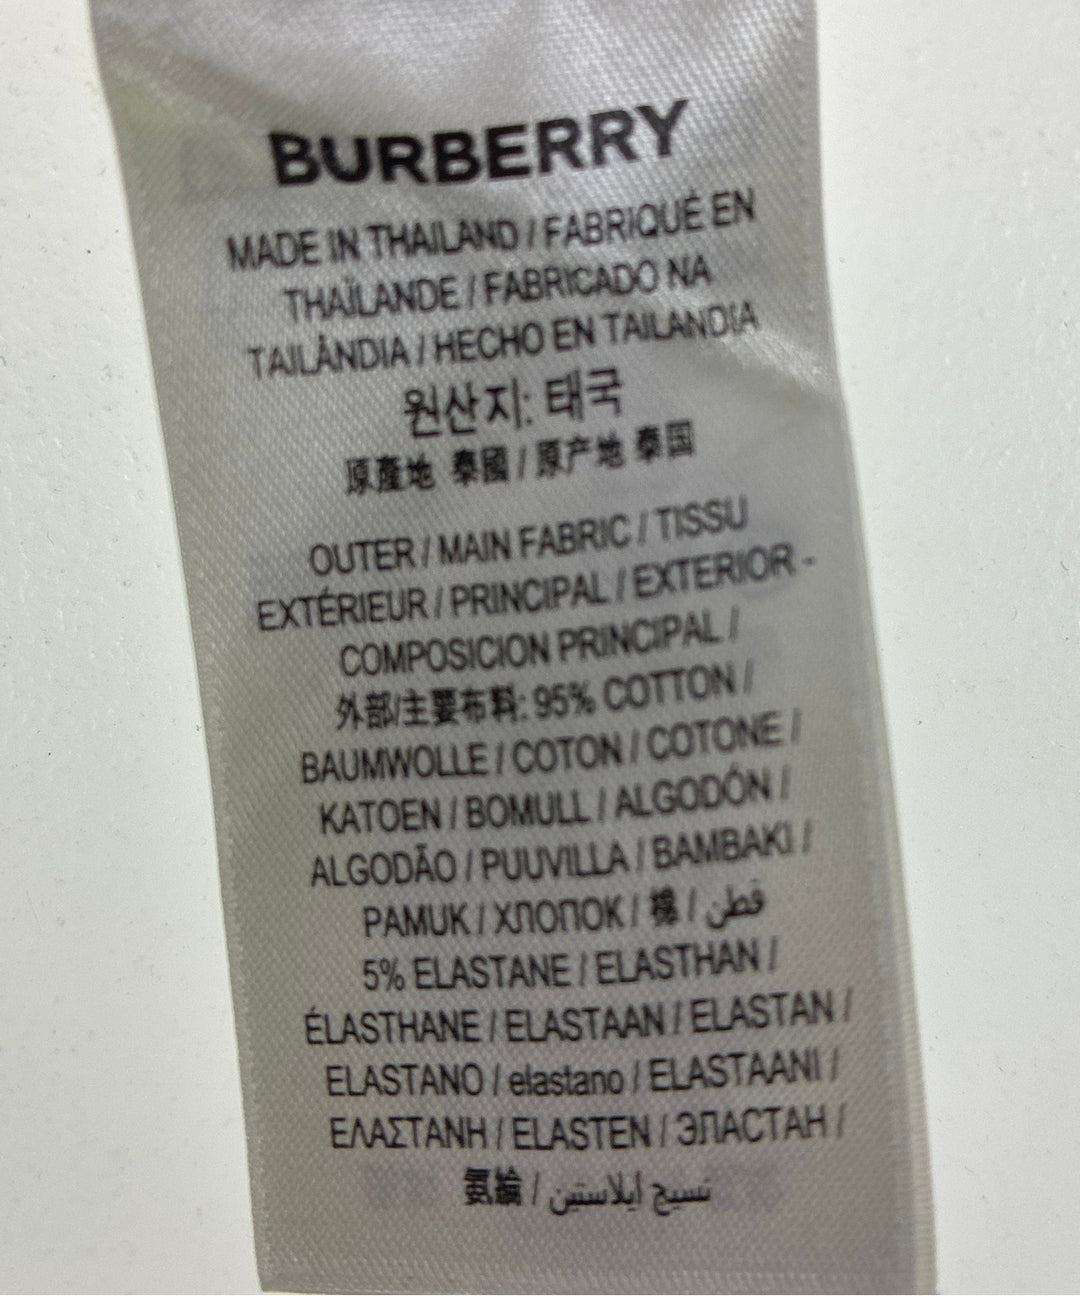 BURBERRY
MADE IN THAILAND / FABRIQUÉ EN
THAÏLANDE / FABRICADO NA
TAILÂNDIA / HECHO EN TAILANDIA
원산지: 태국
原產地 泰國 / 原产地 泰国
OUTER / MAIN FABRIC / TISSU
EXTÉRIEUR / PRINCIPAL / EXTERIOR -
COMPOSICION PRINCIPAL /
外部/主要布料: 95% COTTON /
BAUMWOLLE / COTON / COTONE /
KATOEN / BOMULL / ALGODÓN /
ALGODÃO / PUUVILLA / BAMBAKI /
PAMUK / ХЛОПОК / 棉 / قطن
5% ELASTANE / ELASTHAN /
ÉLASTHANE / ELASTAAN / ELASTAN /
ELASTANO / elastano / ELASTAANI /
ΕΛΑΣΤΑΝΗ / ELASTEN / ЭЛАСТАН /
氨綸 / نسيج إيلاستين